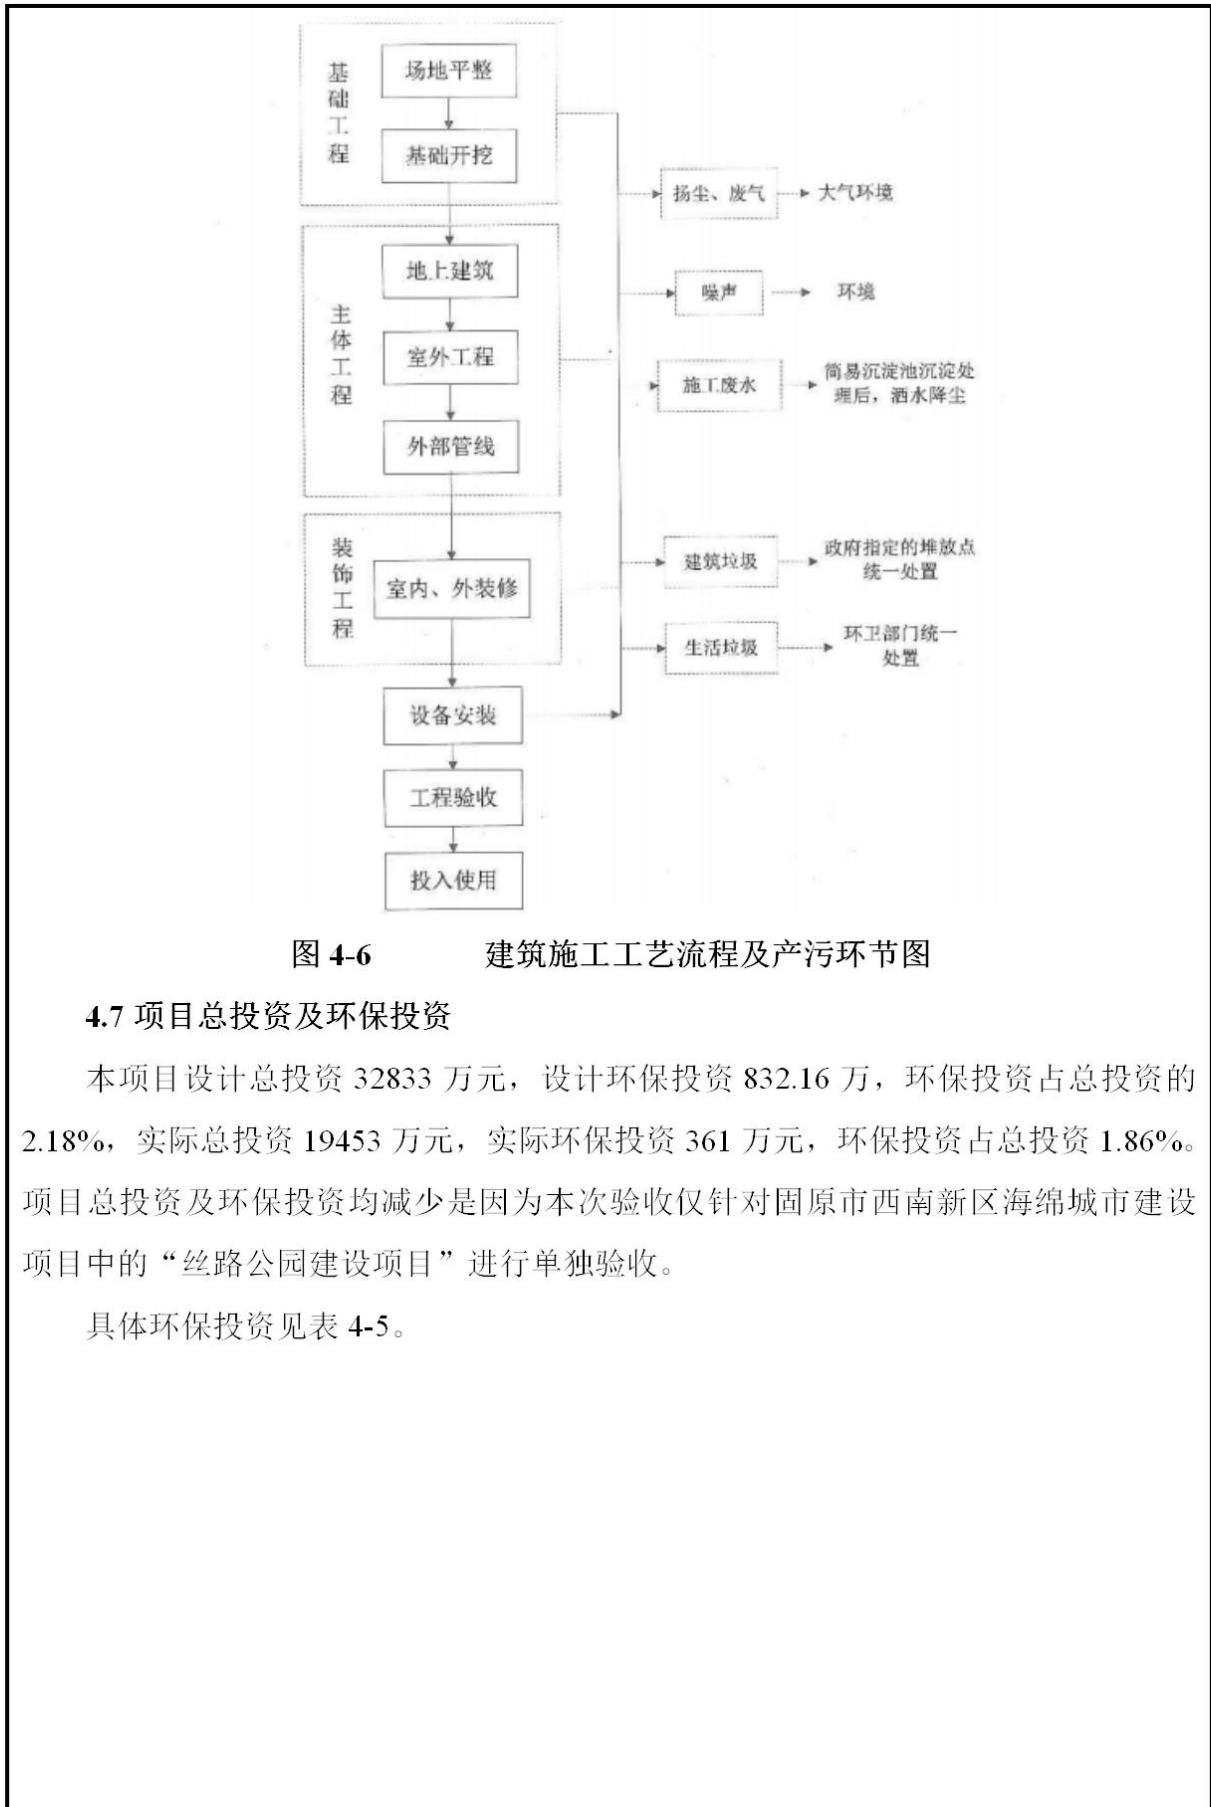 基础工程
场地平整
基础开挖
主体工程
地上建筑
室外工程
外部管线
装饰工程
室内、外装修
设备安装
工程验收
投入使用
扬尘、废气
大气环境
噪声
环境
施工废水
简易沉淀池沉淀处
理后，洒水降尘
建筑垃圾
政府指定的堆放点
统一处置
生活垃圾
环卫部门统一
处置
图 4-6 建筑施工工艺流程及产污环节图
4.7 项目总投资及环保投资
本项目设计总投资 32833 万元，设计环保投资 832.16 万，环保投资占总投资的
2.18%，实际总投资 19453 万元，实际环保投资 361 万元，环保投资占总投资 1.86%。
项目总投资及环保投资均减少是因为本次验收仅针对固原市西南新区海绵城市建设
项目中的“丝路公园建设项目”进行单独验收。
具体环保投资见表 4-5。